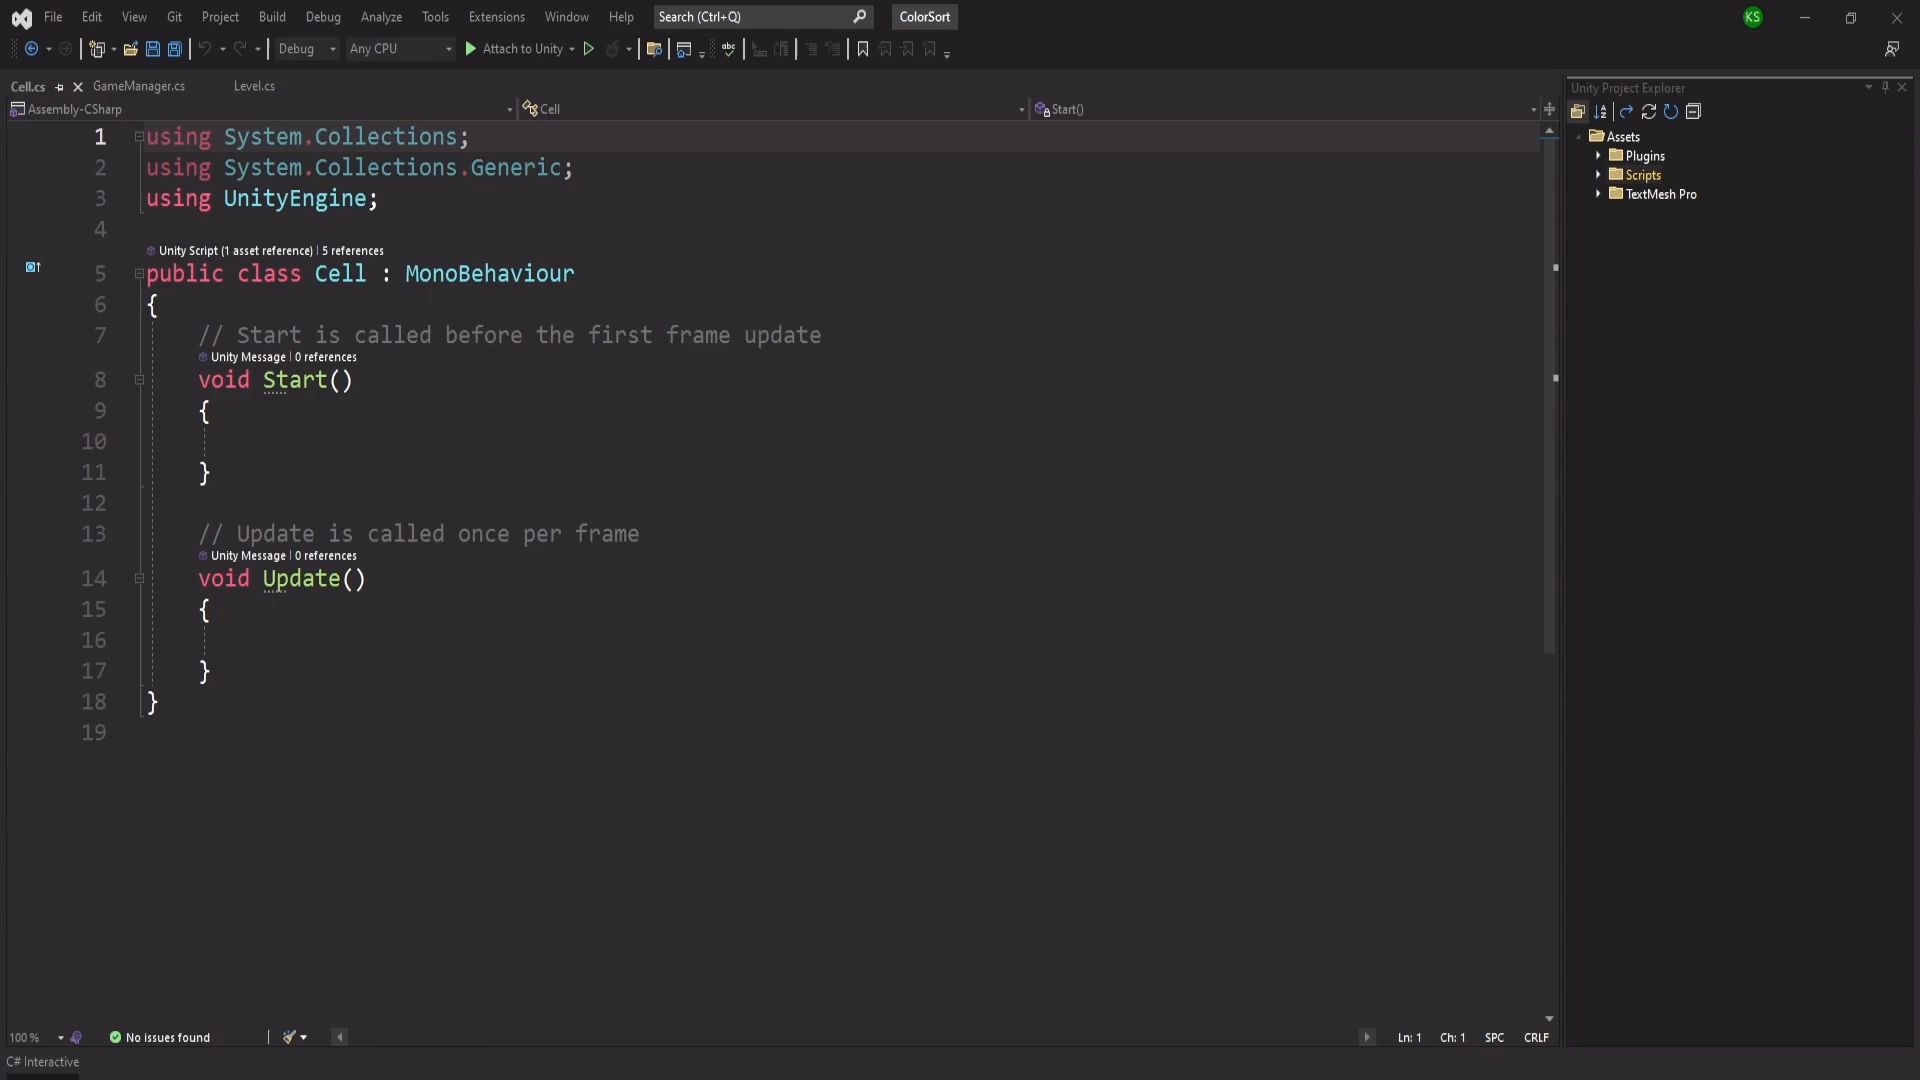 File Edit View Git Project Build Debug Analyze Tools Extensions Window Help Search (Ctrl+Q) ColorSort KS
Debug Any CPU Attach to Unity
Cell.cs GameManager.cs Level.cs
Assembly-CSharp Cell Start()
1 using System.Collections;
2 using System.Collections.Generic;
3 using UnityEngine;
4
Unity Script (1 asset reference) | 5 references
5 public class Cell : MonoBehaviour
6 {
7 // Start is called before the first frame update
Unity Message | 0 references
8 void Start()
9 {
10
11 }
12
13 // Update is called once per frame
Unity Message | 0 references
14 void Update()
15 {
16
17 }
18 }
19
Unity Project Explorer
Assets
Plugins
Scripts
TextMesh Pro
100 % No issues found Ln: 1 Ch: 1 SPC CRLF
C# Interactive